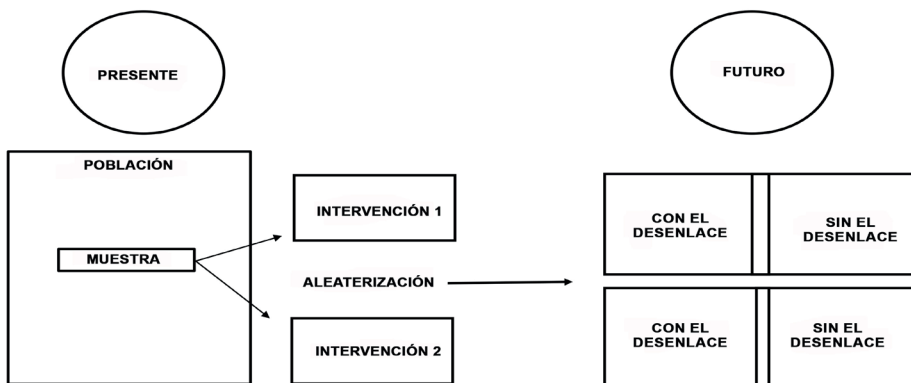 PRESENTE
FUTURO
POBLACIÓN
MUESTRA
INTERVENCIÓN 1
ALEATERIZACIÓN
INTERVENCIÓN 2
CON EL
DESENLACE
SIN EL
DESENLACE
CON EL
DESENLACE
SIN EL
DESENLACE